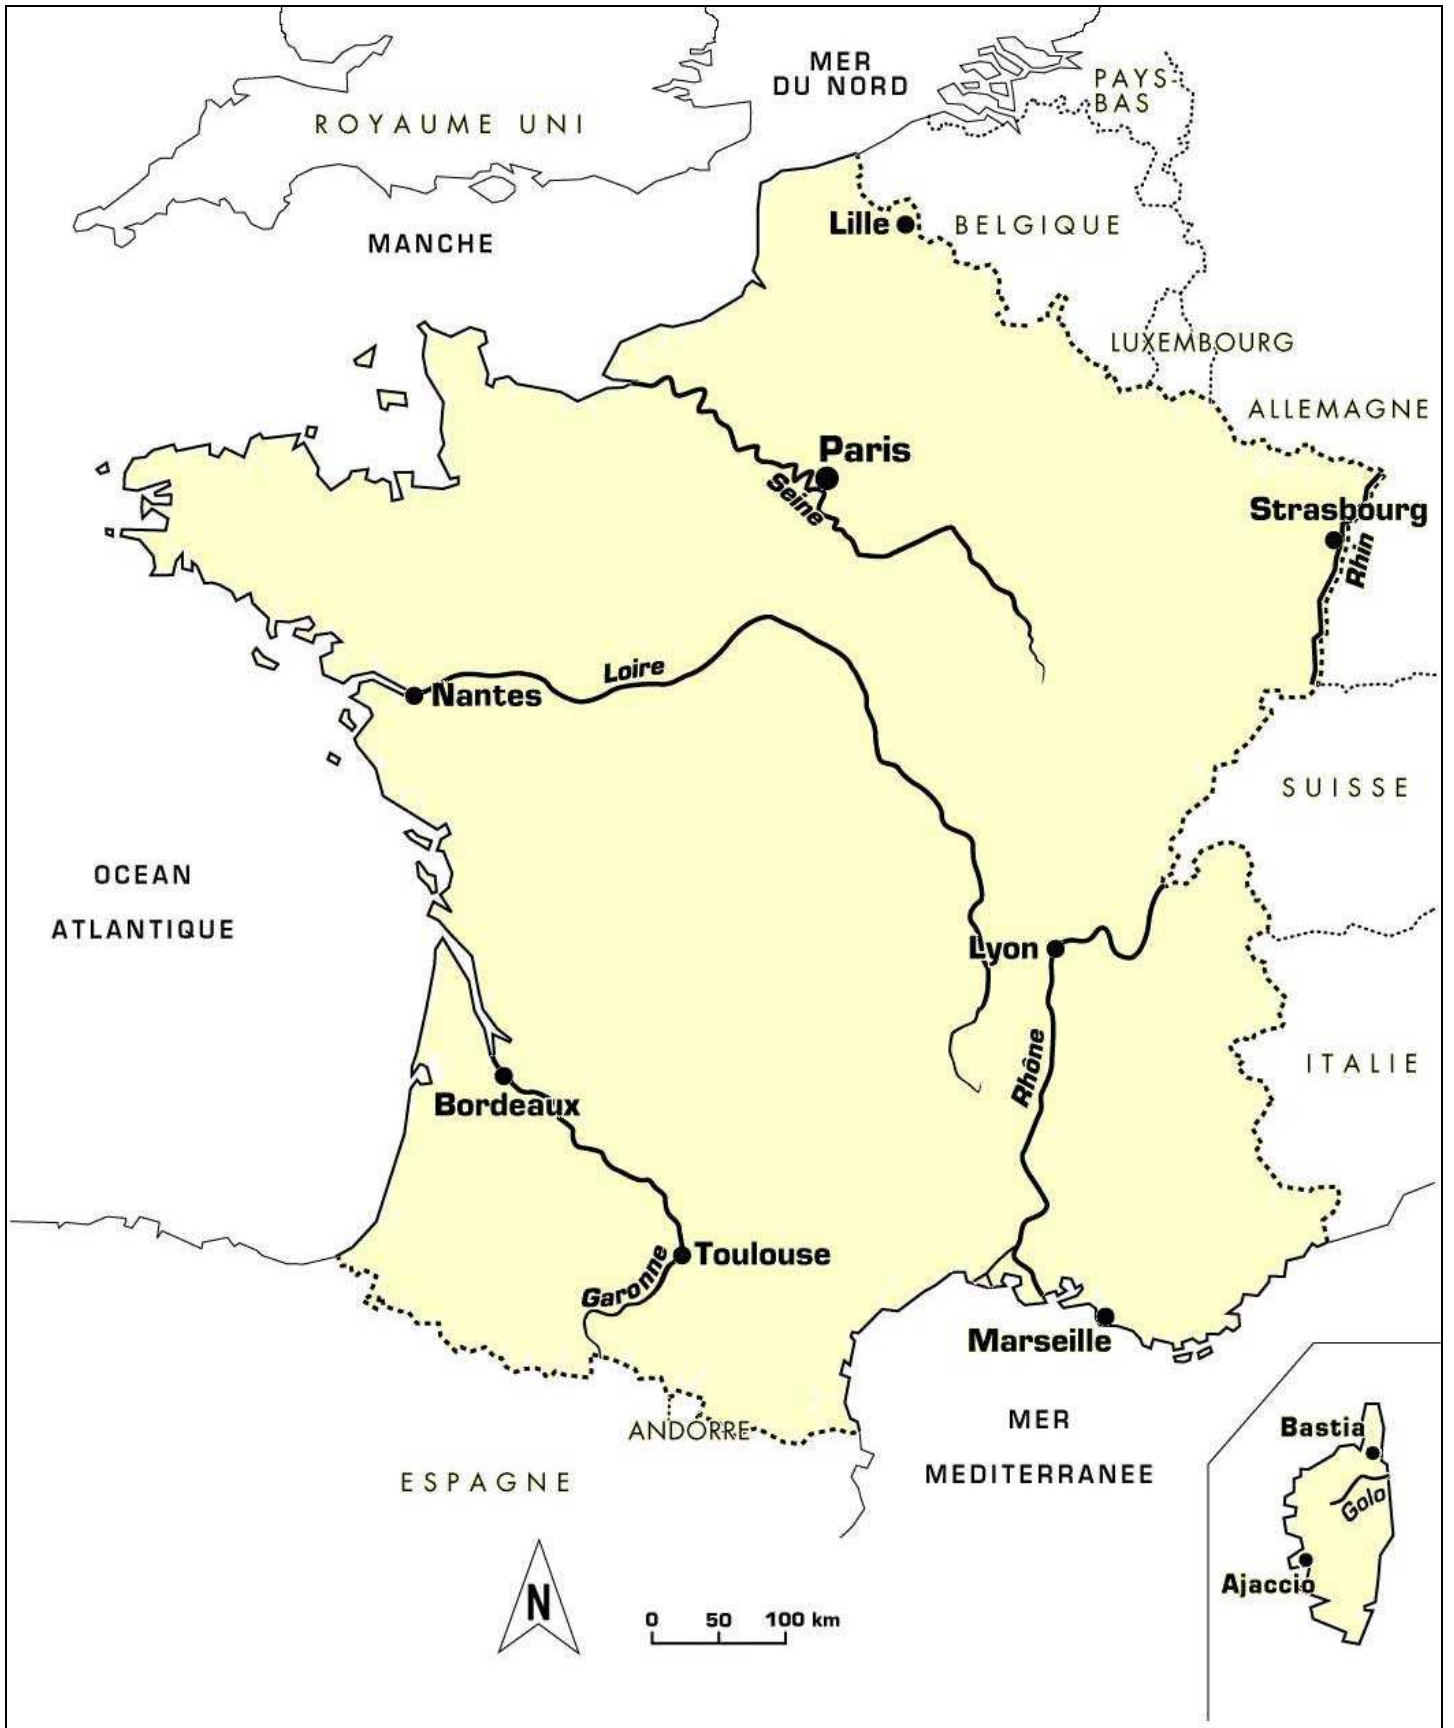 MER
DU NORD
PAYS-
BAS
ROYAUME UNI
Lille
BELGIQUE
MANCHE
LUXEMBOURG
ALLEMAGNE
Paris
Seine
Strasbourg
Rhin
Loire
Nantes
SUISSE
OCEAN
ATLANTIQUE
Lyon
Rhône
ITALIE
Bordeaux
Toulouse
Garonne
Marseille
MER
MEDITERRANEE
ANDORRE
ESPAGNE
Bastia
Golo
Ajaccio
N
0 50 100 km